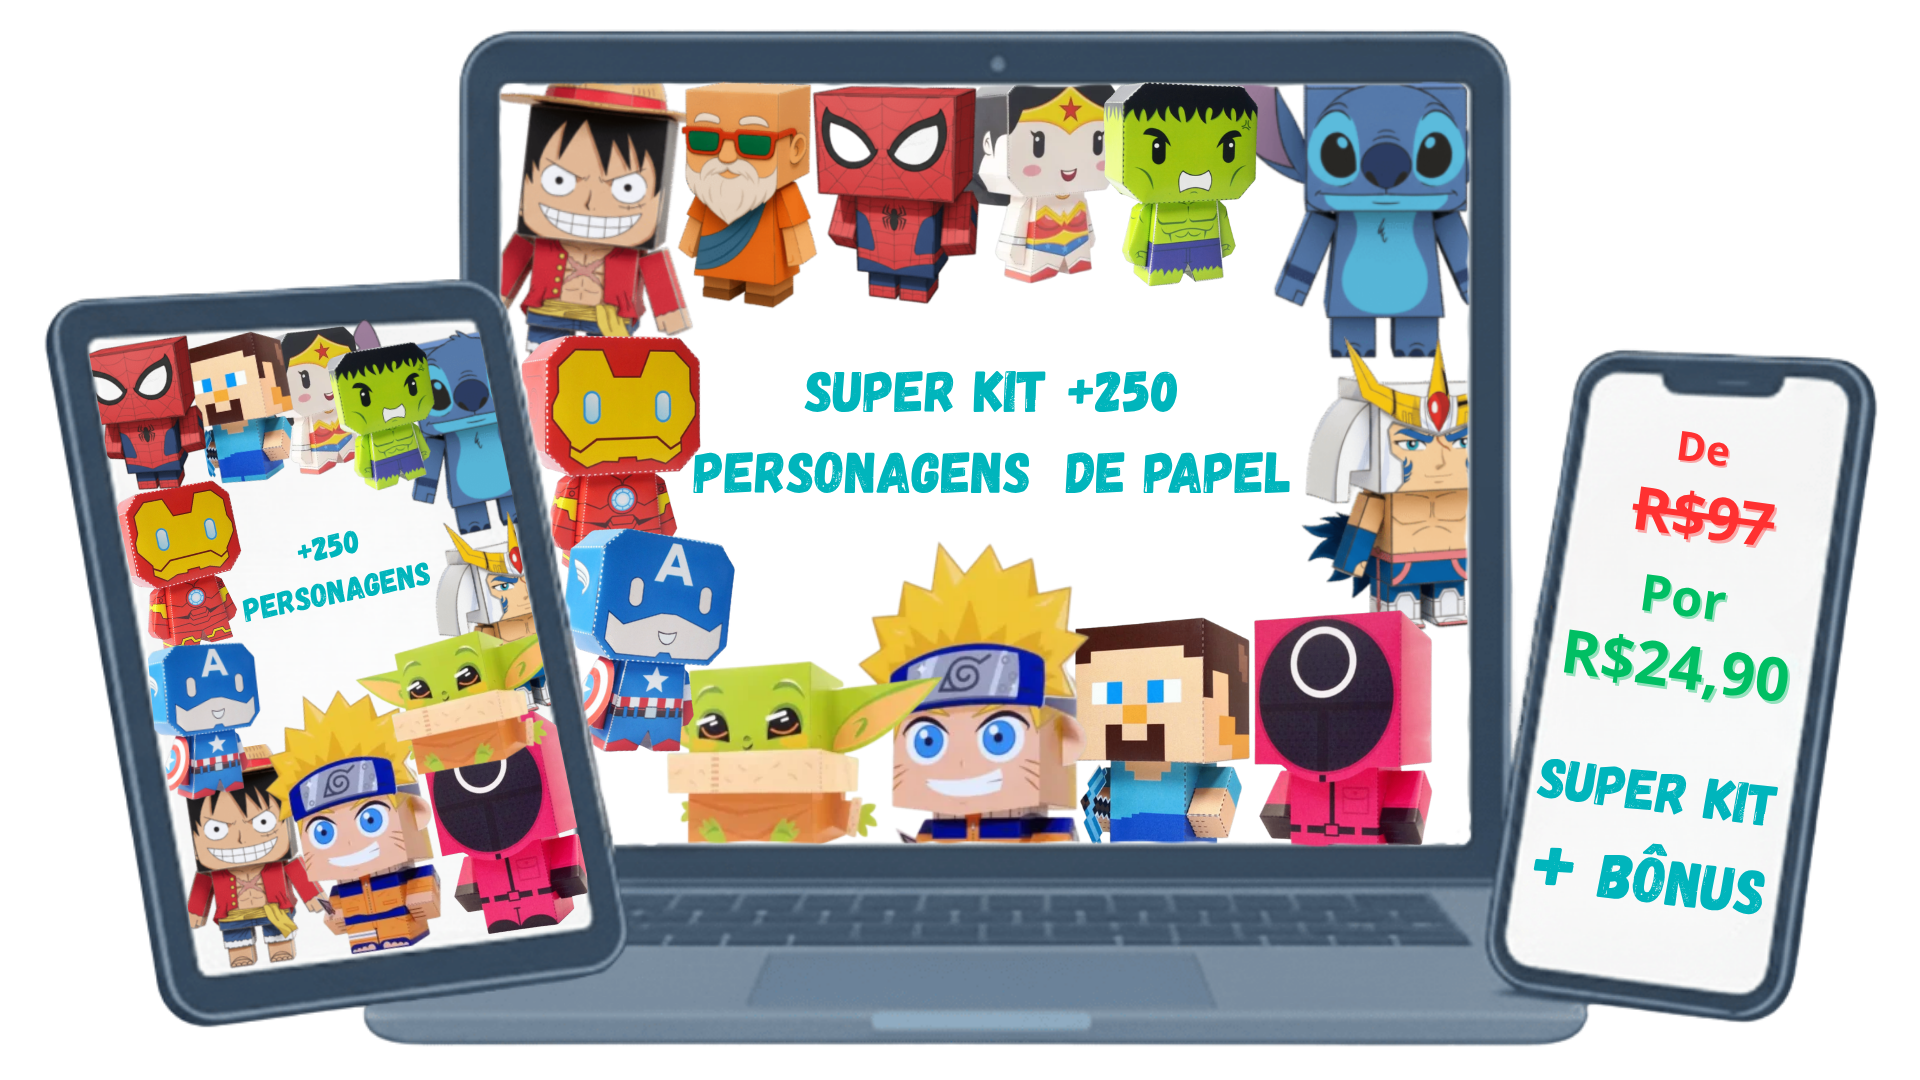 SUPER KIT +250
PERSONAGENS DE PAPEL
+250
PERSONAGENS
A
A
De
R$97
Por
R$24,90
SUPER KIT
+ BÔNUS